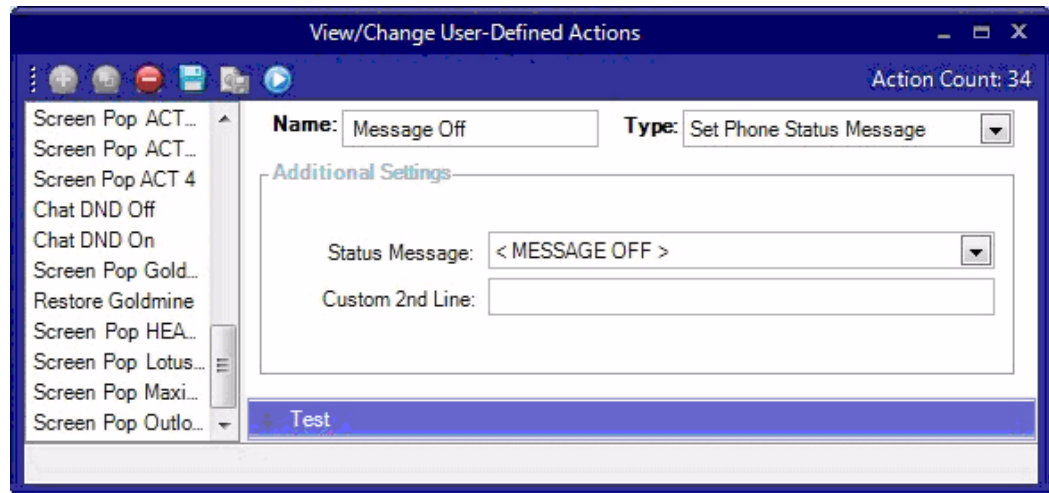 View/Change User-Defined Actions
Action Count: 34
Screen Pop ACT...
Screen Pop ACT...
Screen Pop ACT 4
Chat DND Off
Chat DND On
Screen Pop Gold...
Restore Goldmine
Screen Pop HEA...
Screen Pop Lotus...
Screen Pop Maxi...
Screen Pop Outlo...
Name: Message Off Type: Set Phone Status Message
Additional Settings
Status Message: < MESSAGE OFF >
Custom 2nd Line:
Test